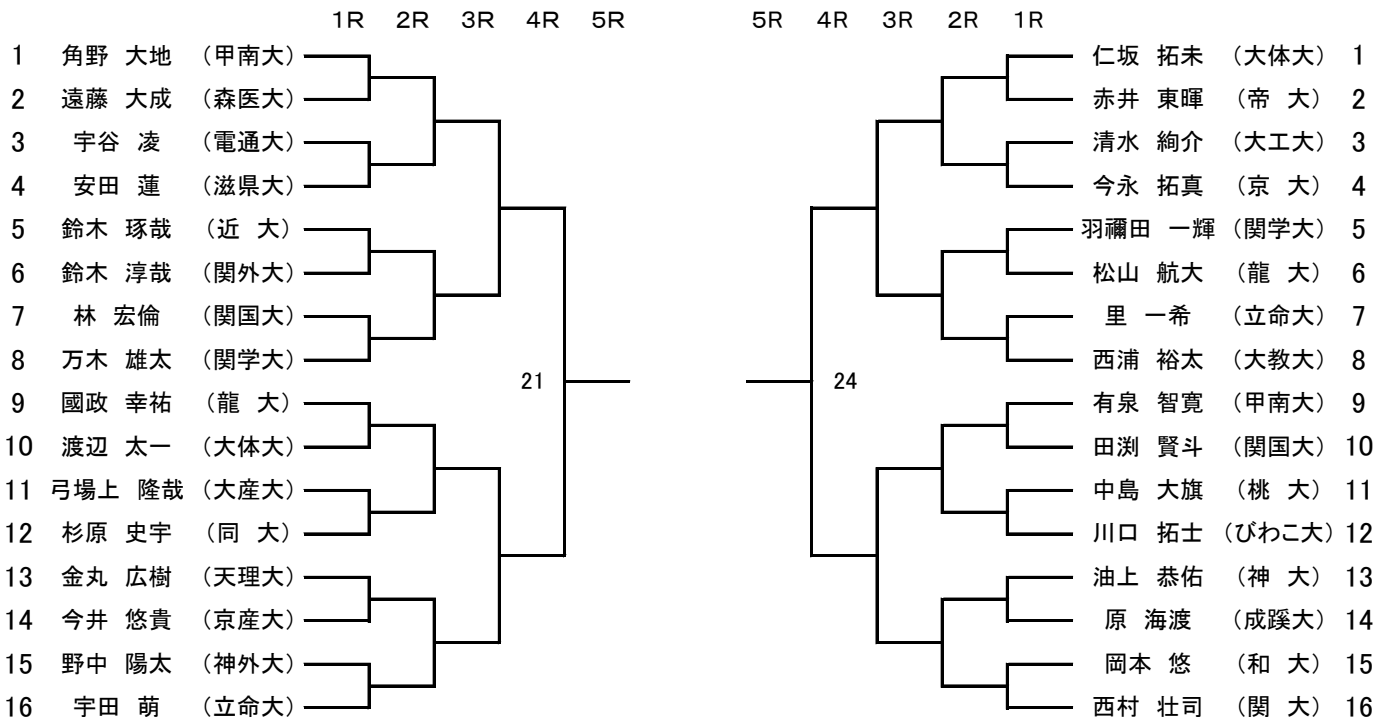 1R 2R 3R 4R 5R
1 角野 大地 （甲南大）
2 遠藤 大成 （森医大）
3 宇谷 凌 （電通大）
4 安田 蓮 （滋県大）
5 鈴木 琢哉 （近 大）
6 鈴木 淳哉 （関外大）
7 林 宏倫 （関国大）
8 万木 雄太 （関学大）
21
9 國政 幸祐 （龍 大）
10 渡辺 太一 （大体大）
11 弓場上 隆哉 （大産大）
12 杉原 史宇 （同 大）
13 金丸 広樹 （天理大）
14 今井 悠貴 （京産大）
15 野中 陽太 （神外大）
16 宇田 萌 （立命大）
5R 4R 3R 2R 1R
仁坂 拓未 （大体大） 1
赤井 東暉 （帝 大） 2
清水 絢介 （大工大） 3
今永 拓真 （京 大） 4
羽禰田 一輝 （関学大） 5
松山 航大 （龍 大） 6
里 一希 （立命大） 7
西浦 裕太 （大教大） 8
24
有泉 智寛 （甲南大） 9
田渕 賢斗 （関国大） 10
中島 大旗 （桃 大） 11
川口 拓士 （びわこ大） 12
油上 恭佑 （神 大） 13
原 海渡 （成蹊大） 14
岡本 悠 （和 大） 15
西村 壮司 （関 大） 16